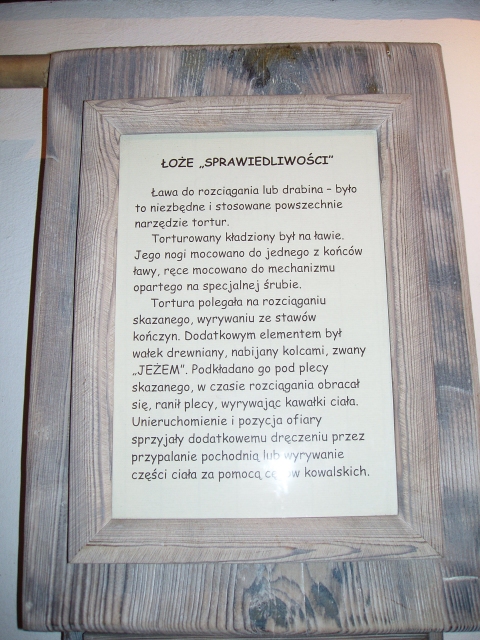 ŁOŻE „SPRAWIEDLIWOŚCI”
Ława do rozciągania lub drabina – było
to niezbędne i stosowane powszechnie
narzędzie tortur.
Torturowany kładziony był na ławie.
Jego nogi mocowano do jednego z końców
ławy, ręce mocowano do mechanizmu
opartego na specjalnej śrubie.
Tortura polegała na rozciąganiu
skazanego, wyrywaniu ze stawów
kończyn. Dodatkowym elementem był
wałek drewniany, nabijany kolcami, zwany
„JEŻEM”. Podkładano go pod plecy
skazanego, w czasie rozciągania obracał
się, ranił plecy, wyrywając kawałki ciała.
Unieruchomienie i pozycja ofiary
sprzyjały dodatkowemu dręczeniu przez
przypalanie pochodnią lub wyrywanie
części ciała za pomocą kowalskich.